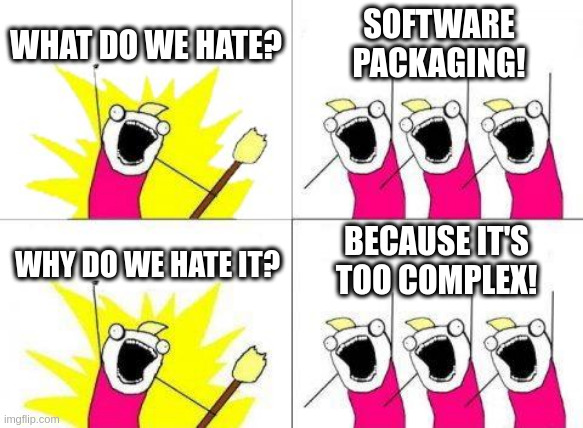 WHAT DO WE HATE?
SOFTWARE
PACKAGING!
WHY DO WE HATE IT?
BECAUSE IT'S
TOO COMPLEX!
imgflip.com